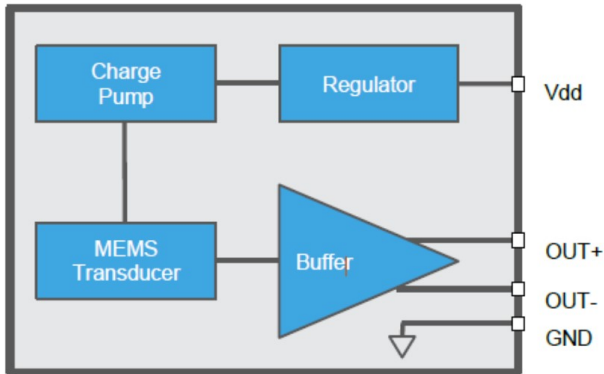 Charge
Pump
Regulator
Vdd
MEMS
Transducer
Buffer
OUT+
OUT-
GND